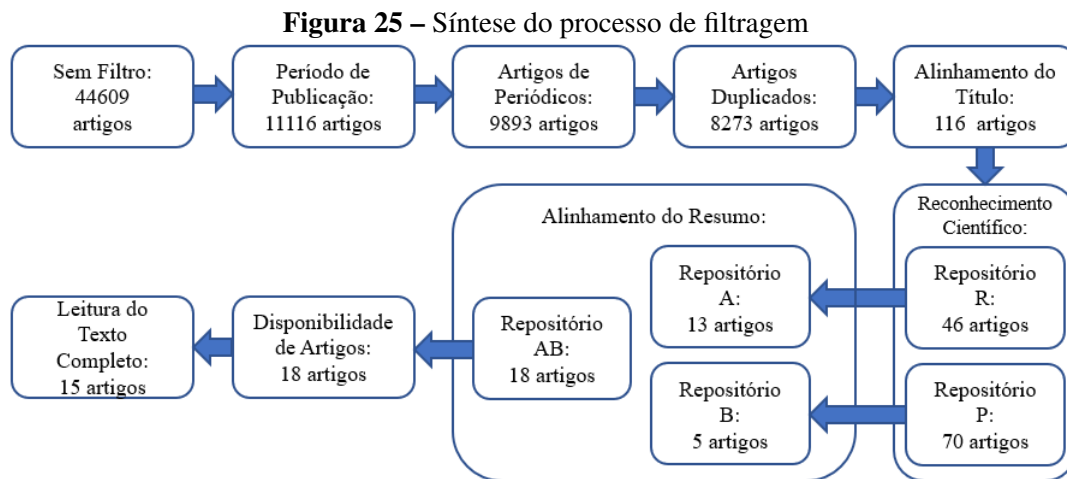 Figura 25 – Síntese do processo de filtragem
Sem Filtro:
44609
artigos
Período de
Publicação:
11116 artigos
Artigos de
Periódicos:
9893 artigos
Artigos
Duplicados:
8273 artigos
Alinhamento do
Título:
116 artigos
Reconhecimento
Científico:
Repositório
R:
46 artigos
Repositório
P:
70 artigos
Alinhamento do Resumo:
Repositório
A:
13 artigos
Repositório
B:
5 artigos
Repositório
AB:
18 artigos
Disponibilidade
de Artigos:
18 artigos
Leitura do
Texto
Completo:
15 artigos